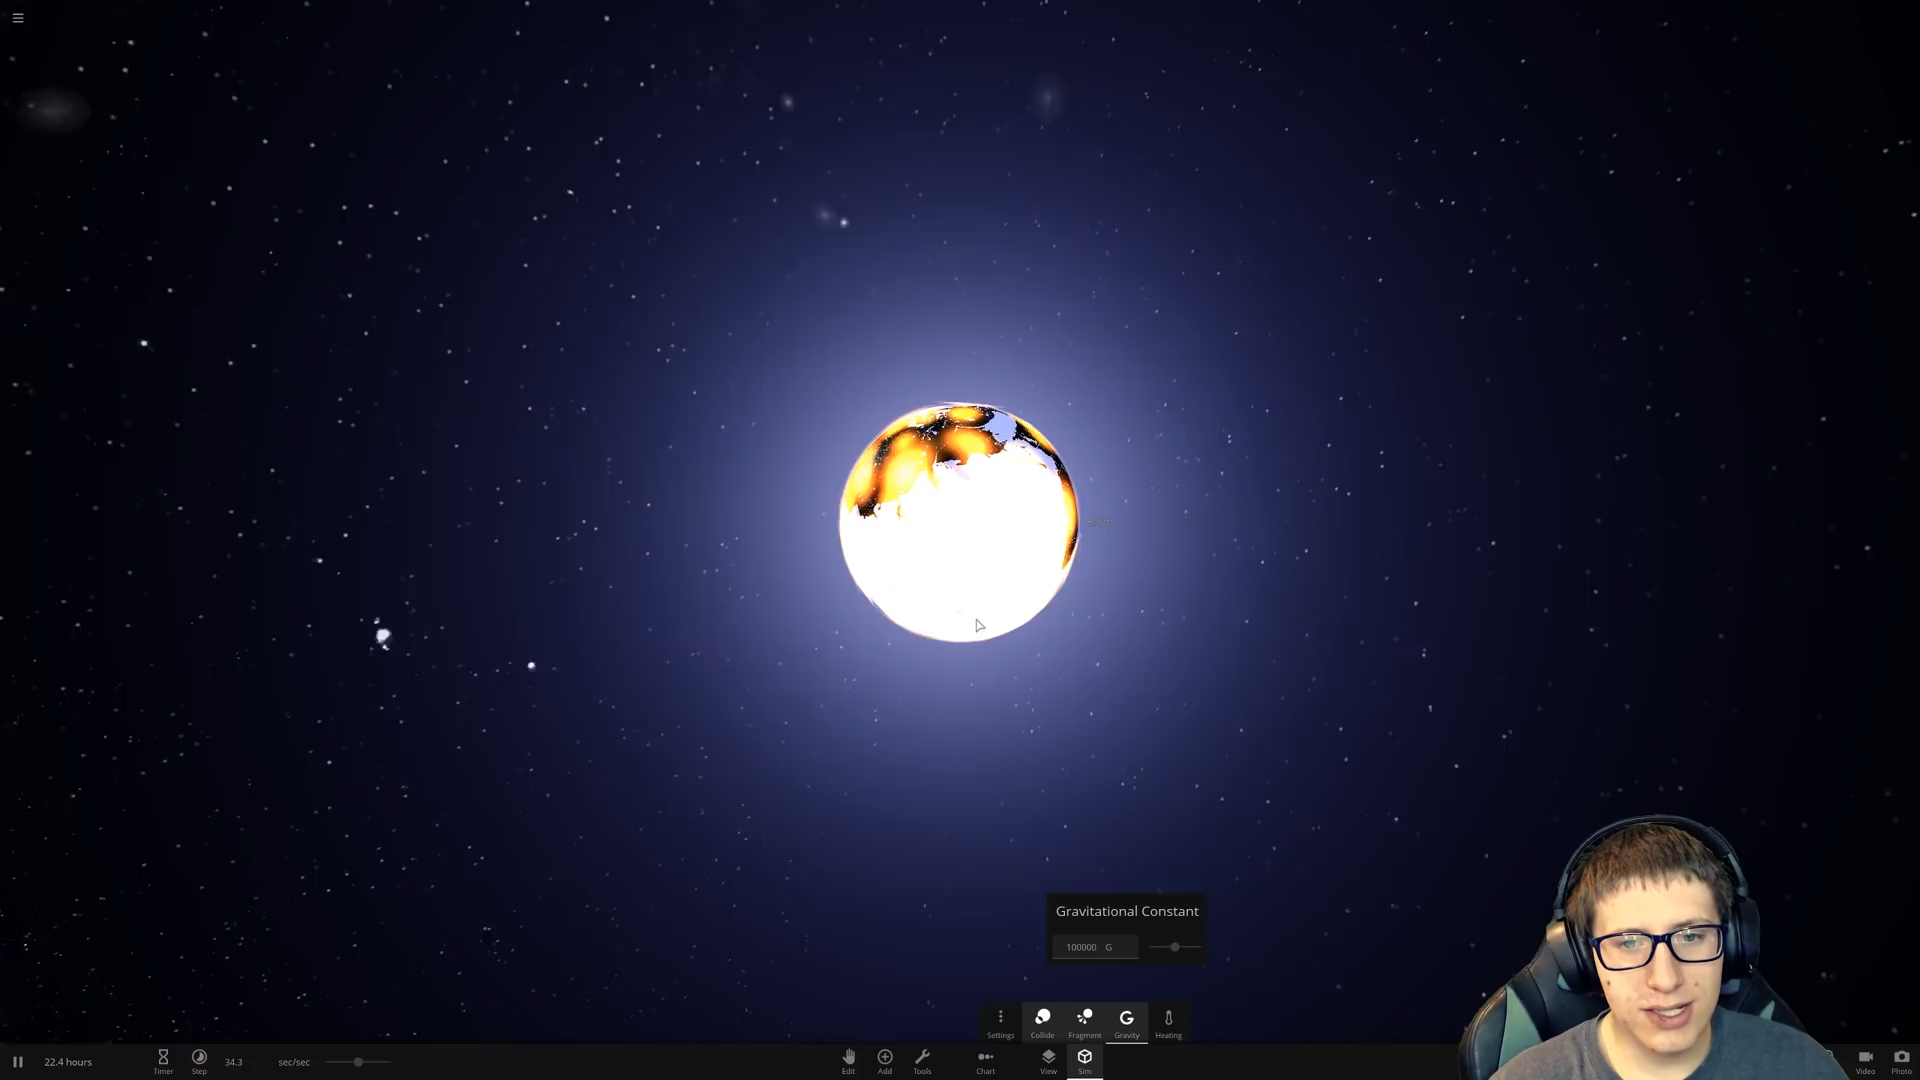 Gravitational Constant
100000 G
Settings Collide Fragment Gravity Heating
22.4 hours Timer Step 34.3 sec/sec Edit Add Tools Chart View Sim Video Photo